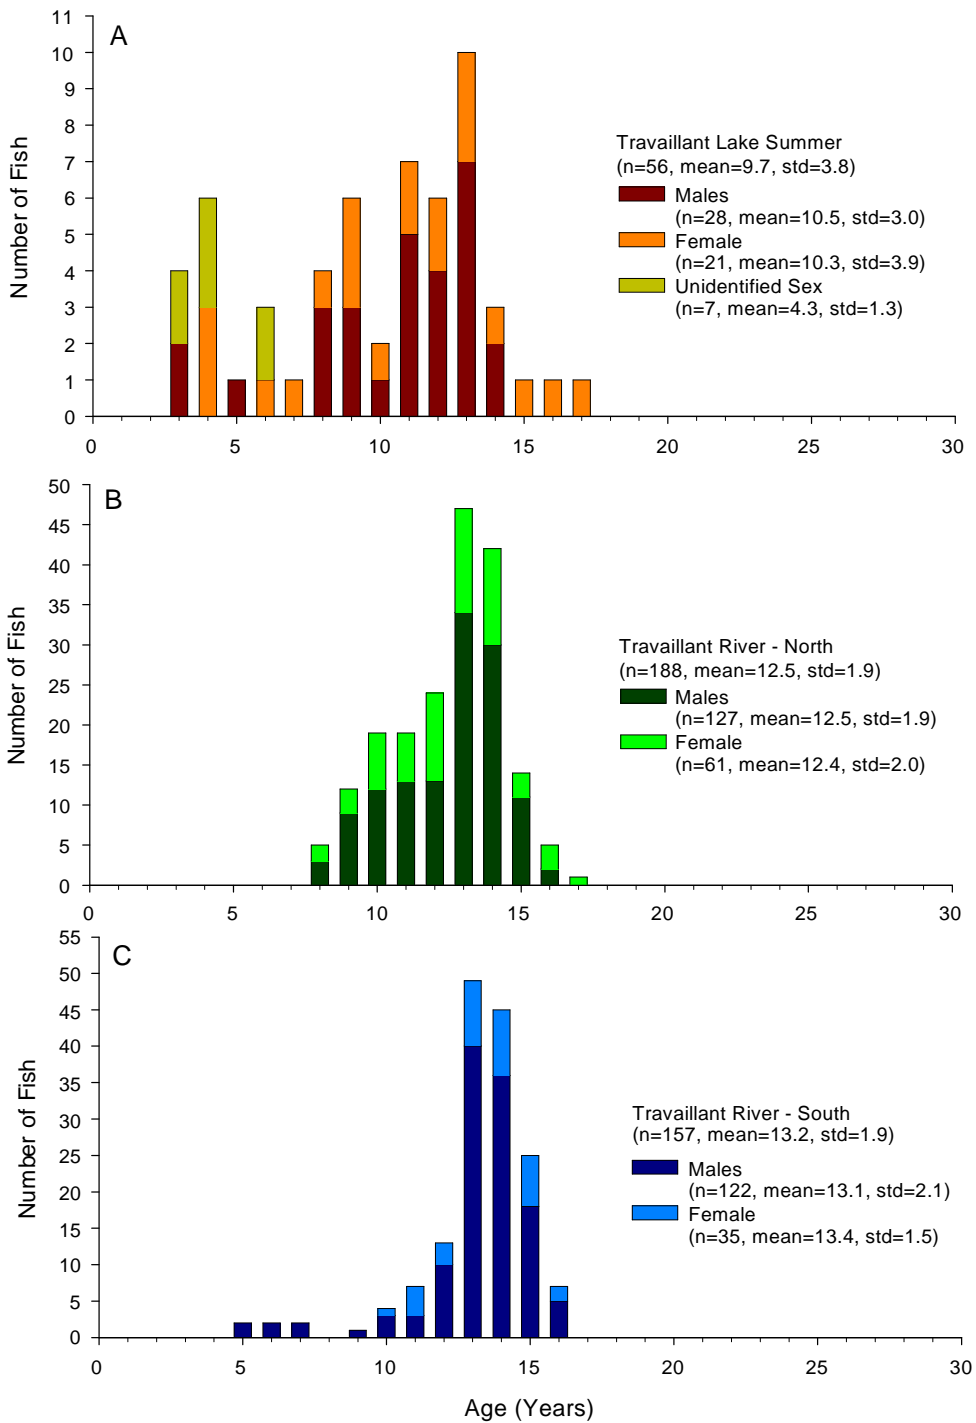 A
11
10
9
8
7
6
5
4
3
2
1
0
Number of Fish
0 5 10 15 20 25 30
Travaillant Lake Summer
(n=56, mean=9.7, std=3.8)
Males
(n=28, mean=10.5, std=3.0)
Female
(n=21, mean=10.3, std=3.9)
Unidentified Sex
(n=7, mean=4.3, std=1.3)
B
50
45
40
35
30
25
20
15
10
5
0
Number of Fish
0 5 10 15 20 25 30
Travaillant River - North
(n=188, mean=12.5, std=1.9)
Males
(n=127, mean=12.5, std=1.9)
Female
(n=61, mean=12.4, std=2.0)
C
55
50
45
40
35
30
25
20
15
10
5
0
Number of Fish
0 5 10 15 20 25 30
Travaillant River - South
(n=157, mean=13.2, std=1.9)
Males
(n=122, mean=13.1, std=2.1)
Female
(n=35, mean=13.4, std=1.5)
Age (Years)